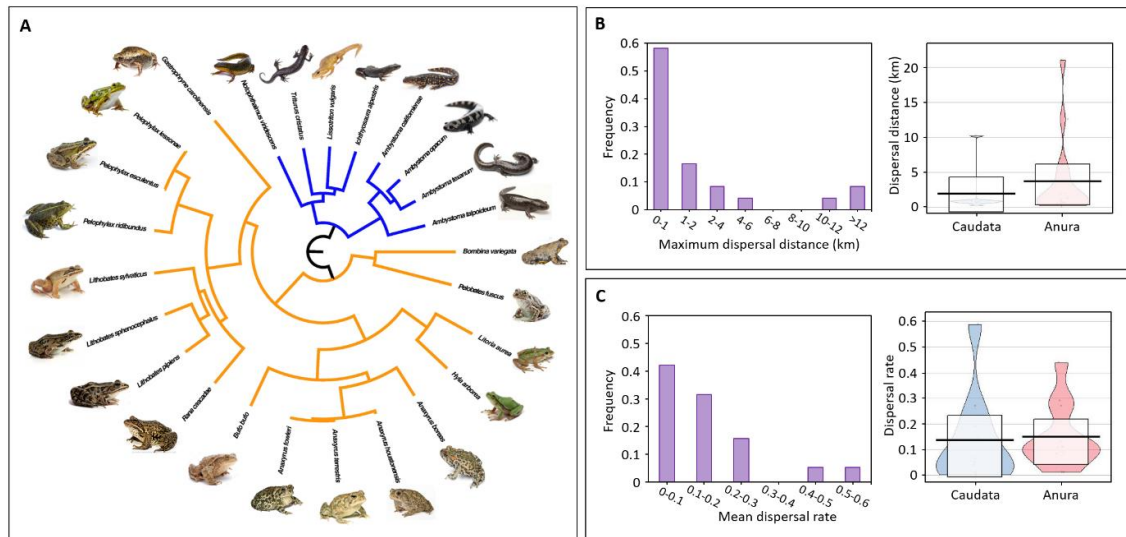 A
Gastrophryne carolinensis
Pelophylax lessonae
Pelophylax esculentus
Pelophylax ridibundus
Lithobates sylvaticus
Lithobates sphenocephalus
Lithobates pipiens
Rana cascadae
Bufo bufo
Anaxyrus fowleri
Anaxyrus terrestris
Anaxyrus houstonensis
Anaxyrus boreas
Hyla arborea
Litoria aurea
Pelobates fuscus
Bombina variegata
Ambystoma talpoideum
Ambystoma texanum
Ambystoma opacum
Ambystoma californiense
Ichthyosaura alpestris
Lissotriton vulgaris
Triturus cristatus
Notophthalmus viridescens
B
Frequency
0.6
0.5
0.4
0.3
0.2
0.1
0
0-1
1-2
2-4
4-6
6-8
8-10
10-12
>12
Maximum dispersal distance (km)
Dispersal distance (km)
20
15
10
5
0
Caudata
Anura
C
Frequency
0.6
0.5
0.4
0.3
0.2
0.1
0
0-0.1
0.1-0.2
0.2-0.3
0.3-0.4
0.4-0.5
0.5-0.6
Mean dispersal rate
Dispersal rate
0.6
0.5
0.4
0.3
0.2
0.1
0
Caudata
Anura